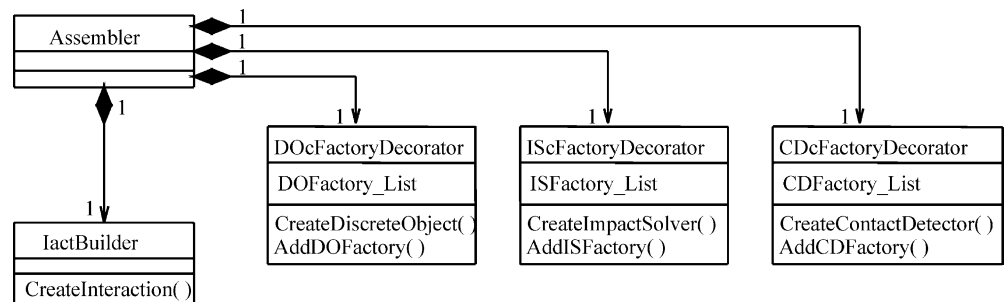 Assembler
1
1
1
1
1
1
1
1
DOcFactoryDecorator
DOFactory_List
CreateDiscreteObject( )
AddDOFactory( )
IScFactoryDecorator
ISFactory_List
CreateImpactSolver( )
AddISFactory( )
CDcFactoryDecorator
CDFactory_List
CreateContactDetector( )
AddCDFactory( )
IactBuilder
CreateInteraction( )